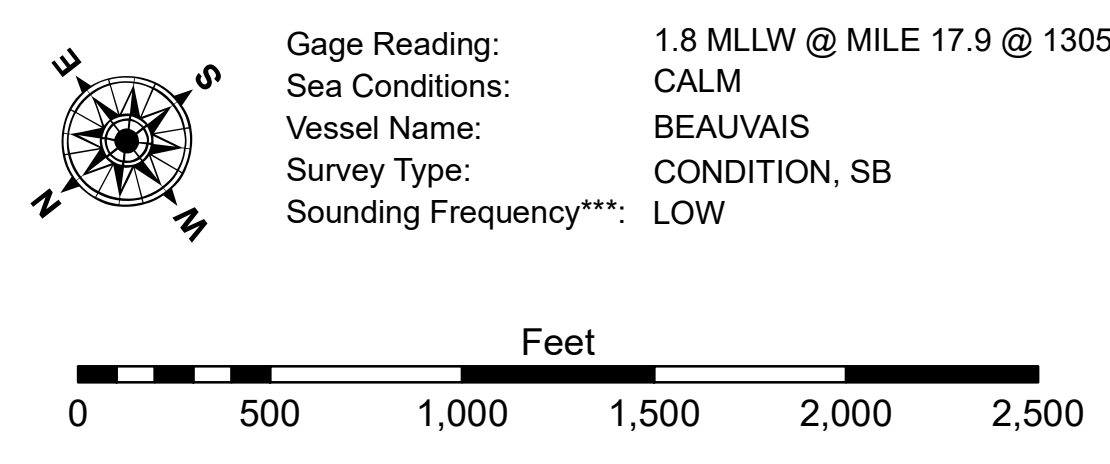 E
S
N
W
Gage Reading: 1.8 MLLW @ MILE 17.9 @ 1305
Sea Conditions: CALM
Vessel Name: BEAUVAIS
Survey Type: CONDITION, SB
Sounding Frequency***: LOW
Feet
0 500 1,000 1,500 2,000 2,500